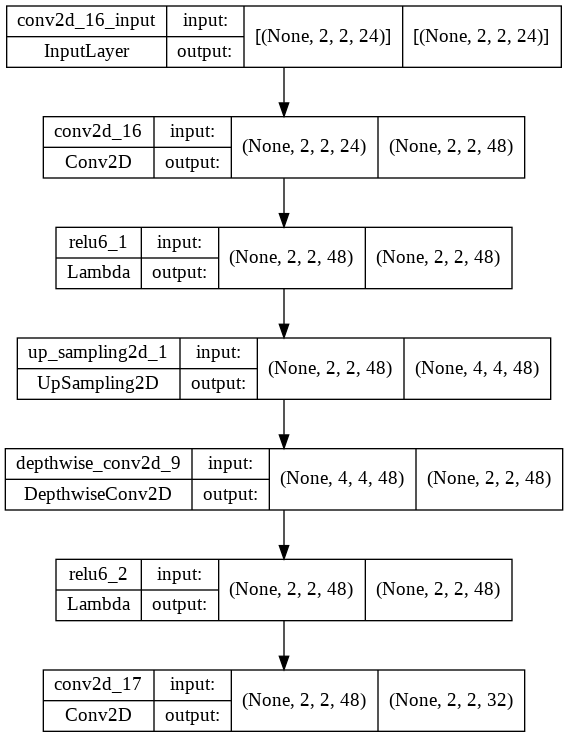 conv2d_16_input input: [(None, 2, 2, 24)] [(None, 2, 2, 24)]
InputLayer output:
conv2d_16 input: (None, 2, 2, 24) (None, 2, 2, 48)
Conv2D output:
relu6_1 input: (None, 2, 2, 48) (None, 2, 2, 48)
Lambda output:
up_sampling2d_1 input: (None, 2, 2, 48) (None, 4, 4, 48)
UpSampling2D output:
depthwise_conv2d_9 input: (None, 4, 4, 48) (None, 2, 2, 48)
DepthwiseConv2D output:
relu6_2 input: (None, 2, 2, 48) (None, 2, 2, 48)
Lambda output:
conv2d_17 input: (None, 2, 2, 48) (None, 2, 2, 32)
Conv2D output: